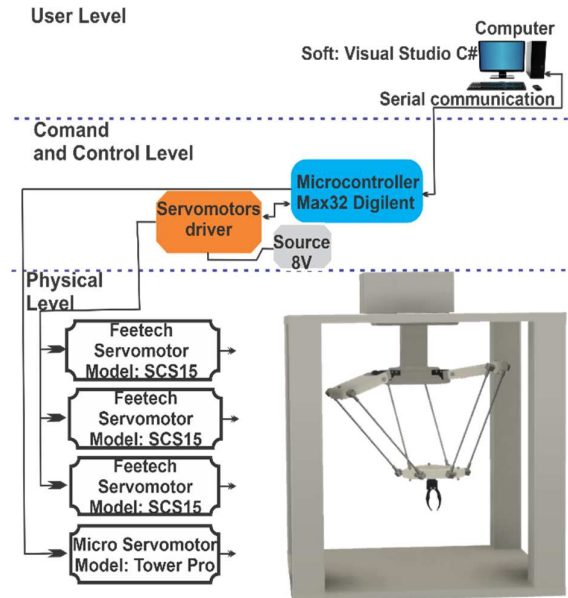 User Level
Computer
Soft: Visual Studio C#
Serial communication
Comand
and Control Level
Microcontroller
Max32 Digilent
Servomotors
driver
Source
8V
Physical
Level
Feetech
Servomotor
Model: SCS15
Feetech
Servomotor
Model: SCS15
Feetech
Servomotor
Model: SCS15
Micro Servomotor
Model: Tower Pro